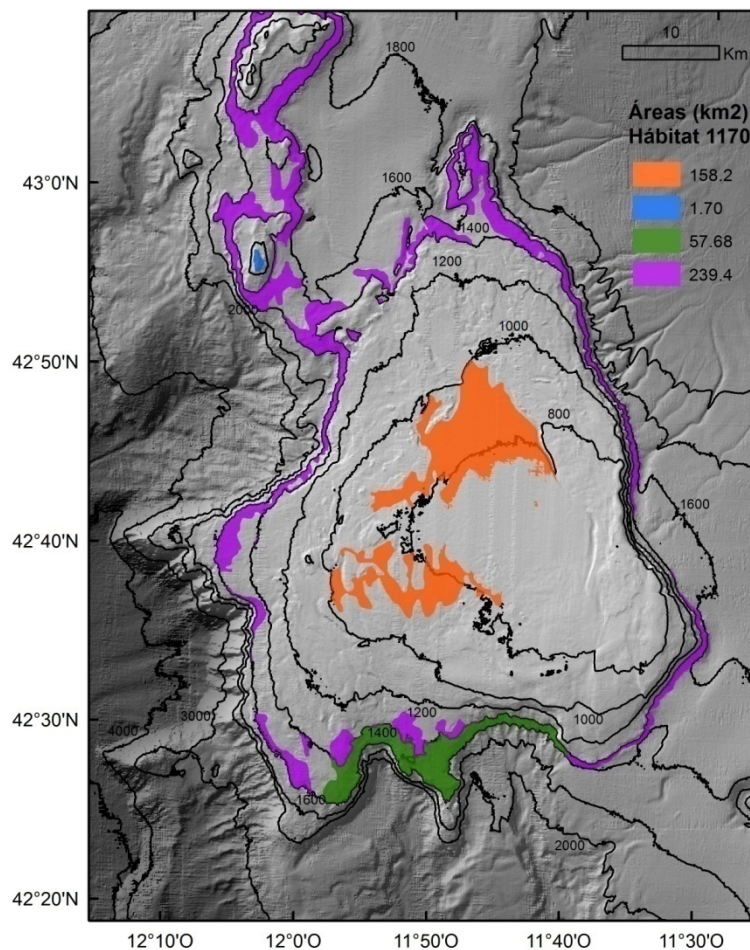 10
Km
Áreas (km2)
Hábitat 1170
158.2
1.70
57.68
239.4
1800
1600
1400
1200
1000
800
2000
1600
3000
4000
1200
1400
1000
1600
2000
43°0'N
42°50'N
42°40'N
42°30'N
42°20'N
12°10'O
12°0'O
11°50'O
11°40'O
11°30'O